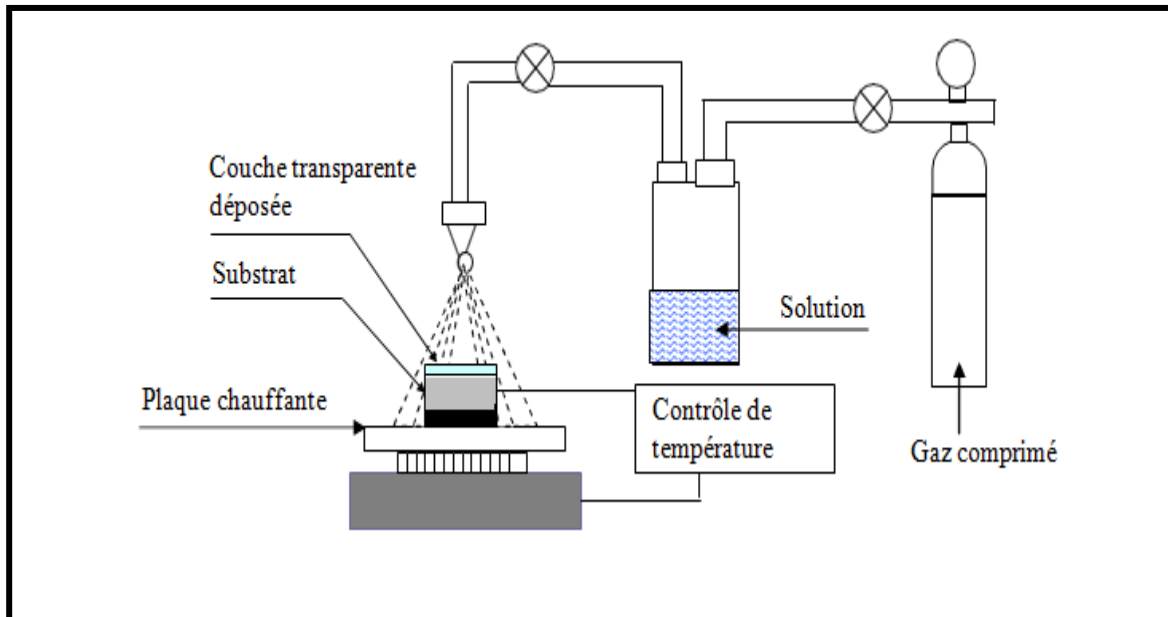 Couche transparente
déposée
Substrat
Plaque chauffante
Solution
Contrôle de
température
Gaz comprimé